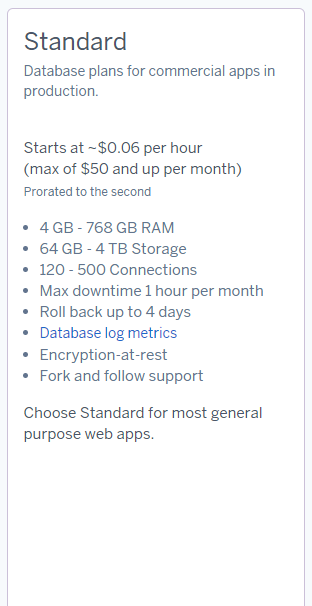 Standard
Database plans for commercial apps in
production.
Starts at ~$0.06 per hour
(max of $50 and up per month)
Prorated to the second
• 4 GB - 768 GB RAM
• 64 GB - 4 TB Storage
• 120 - 500 Connections
• Max downtime 1 hour per month
• Roll back up to 4 days
• Database log metrics
• Encryption-at-rest
• Fork and follow support
Choose Standard for most general
purpose web apps.